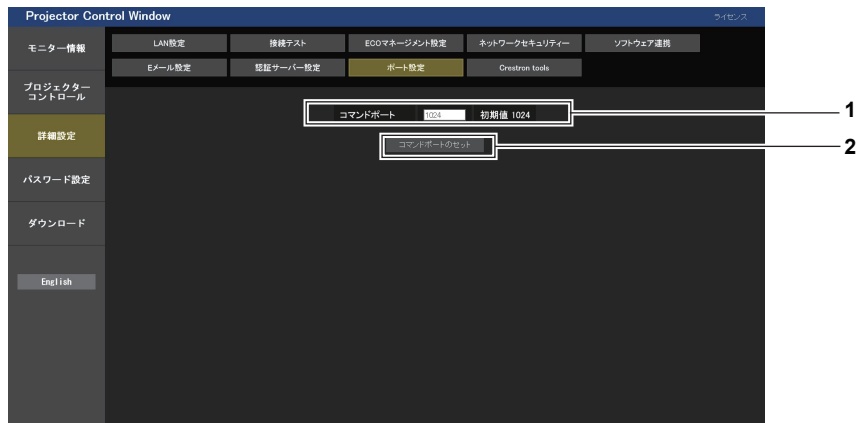 Projector Control Window
ライセンス
モニター情報
LAN設定
接続テスト
ECOマネージメント設定
ネットワークセキュリティー
ソフトウェア連携
Eメール設定
認証サーバー設定
ポート設定
Crestron tools
プロジェクター
コントロール
コマンドポート 1024 初期値 1024
1
コマンドポートのセット
2
詳細設定
パスワード設定
ダウンロード
English